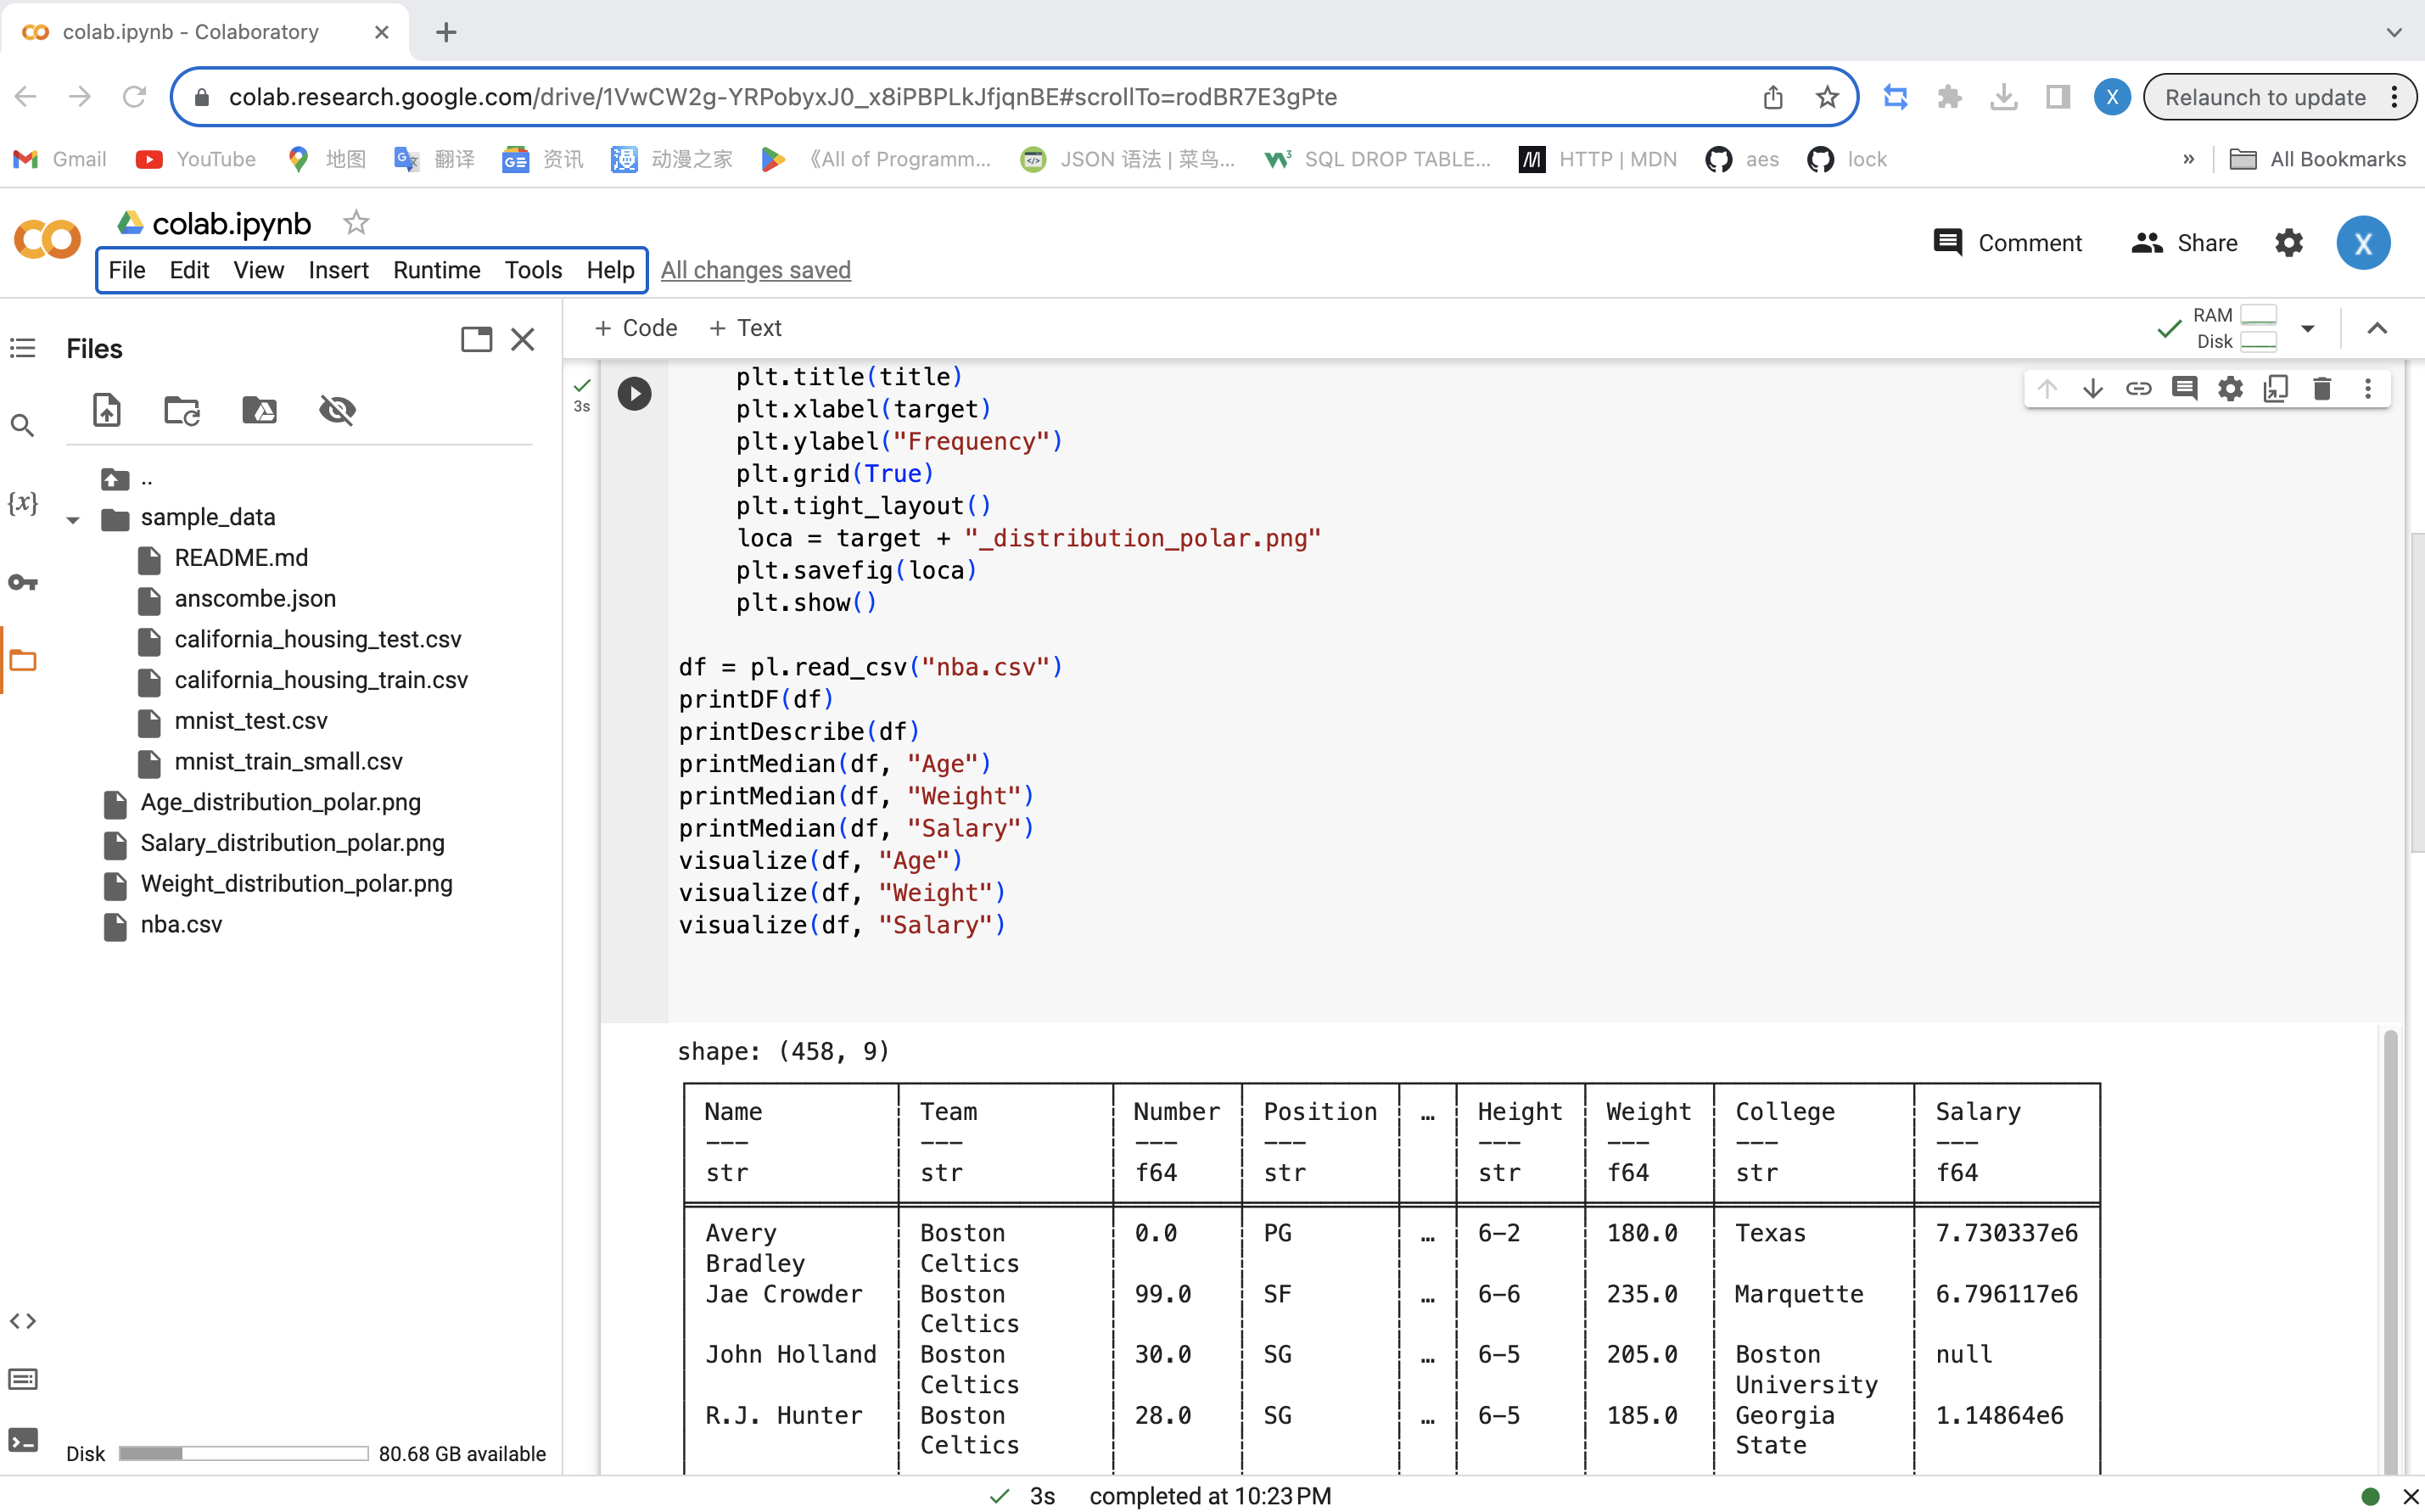 colab.ipynb - Colaboratory
colab.research.google.com/drive/1VwCW2g-YRPobyxJ0_x8iPBPLkJfjqnBE#scrollTo=rodBR7E3gPte
X
Relaunch to update
Gmail
YouTube
地图
翻译
资讯
动漫之家
《All of Programm...
JSON 语法 | 菜鸟...
SQL DROP TABLE...
HTTP | MDN
aes
lock
»
All Bookmarks
colab.ipynb
File Edit View Insert Runtime Tools Help All changes saved
Comment
Share
X
Files
+ Code + Text
RAM
Disk
3s
..
sample_data
README.md
anscombe.json
california_housing_test.csv
california_housing_train.csv
mnist_test.csv
mnist_train_small.csv
Age_distribution_polar.png
Salary_distribution_polar.png
Weight_distribution_polar.png
nba.csv
{x}
Disk 80.68 GB available
plt.title(title)
plt.xlabel(target)
plt.ylabel("Frequency")
plt.grid(True)
plt.tight_layout()
loca = target + "_distribution_polar.png"
plt.savefig(loca)
plt.show()
df = pl.read_csv("nba.csv")
printDF(df)
printDescribe(df)
printMedian(df, "Age")
printMedian(df, "Weight")
printMedian(df, "Salary")
visualize(df, "Age")
visualize(df, "Weight")
visualize(df, "Salary")
shape: (458, 9)
Name Team Number Position … Height Weight College Salary
--- --- --- --- --- --- --- ---
str str f64 str str f64 str f64
Avery Boston 0.0 PG … 6-2 180.0 Texas 7.730337e6
Bradley Celtics
Jae Crowder Boston 99.0 SF … 6-6 235.0 Marquette 6.796117e6
Celtics
John Holland Boston 30.0 SG … 6-5 205.0 Boston null
Celtics University
R.J. Hunter Boston 28.0 SG … 6-5 185.0 Georgia 1.14864e6
Celtics State
3s completed at 10:23 PM